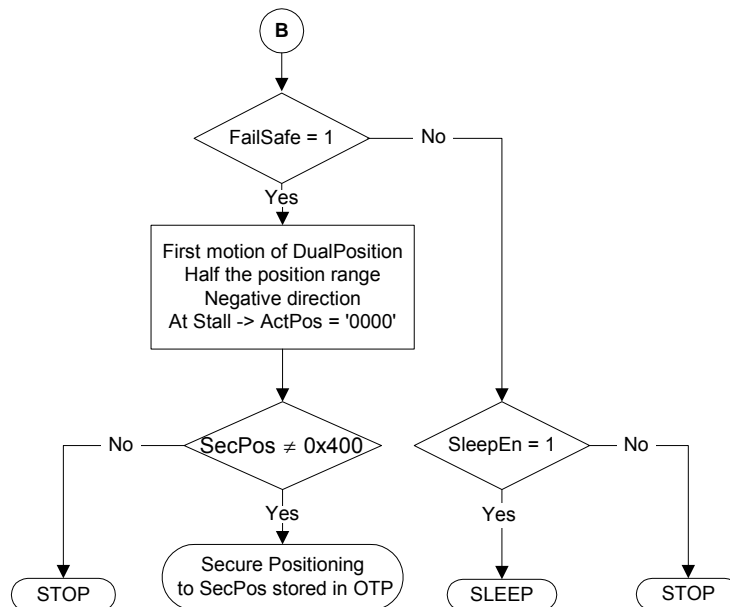 B
FailSafe = 1
No
Yes
First motion of DualPosition
Half the position range
Negative direction
At Stall -> ActPos = '0000'
No
SecPos ≠ 0x400
SleepEn = 1
No
Yes
Yes
Secure Positioning
to SecPos stored in OTP
STOP
SLEEP
STOP